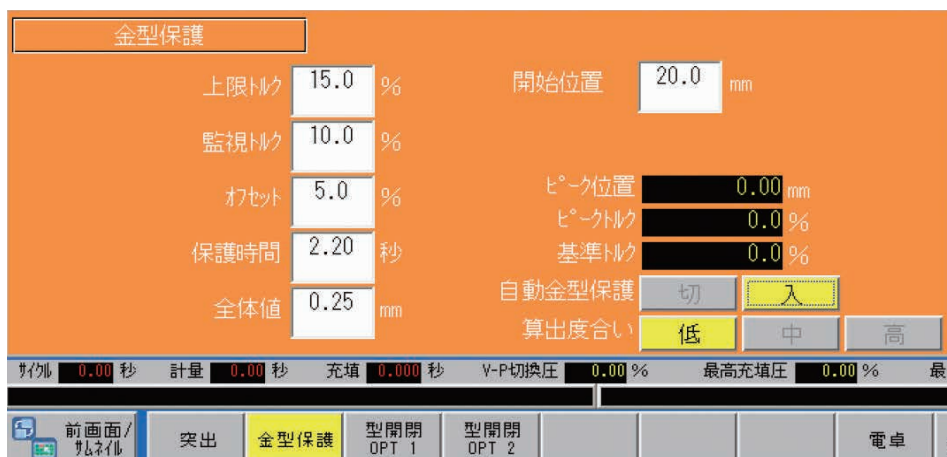 金型保護
上限ﾄﾙｸ 15.0 % 開始位置 20.0 mm
監視ﾄﾙｸ 10.0 %
ｵﾌｾｯﾄ 5.0 % ﾋﾟｰｸ位置 0.00 mm
ﾋﾟｰｸﾄﾙｸ 0.0 %
保護時間 2.20 秒 基準ﾄﾙｸ 0.0 %
自動金型保護 切 入
全体値 0.25 mm
算出度合い 低 中 高
ｻｲｸﾙ 0.00 秒 計量 0.00 秒 充填 0.000 秒 V-P切換圧 0.00 % 最高充填圧 0.00 % 最
前画面/ｻﾑﾈｲﾙ 突出 金型保護 型開閉 OPT 1 型開閉 OPT 2 電卓